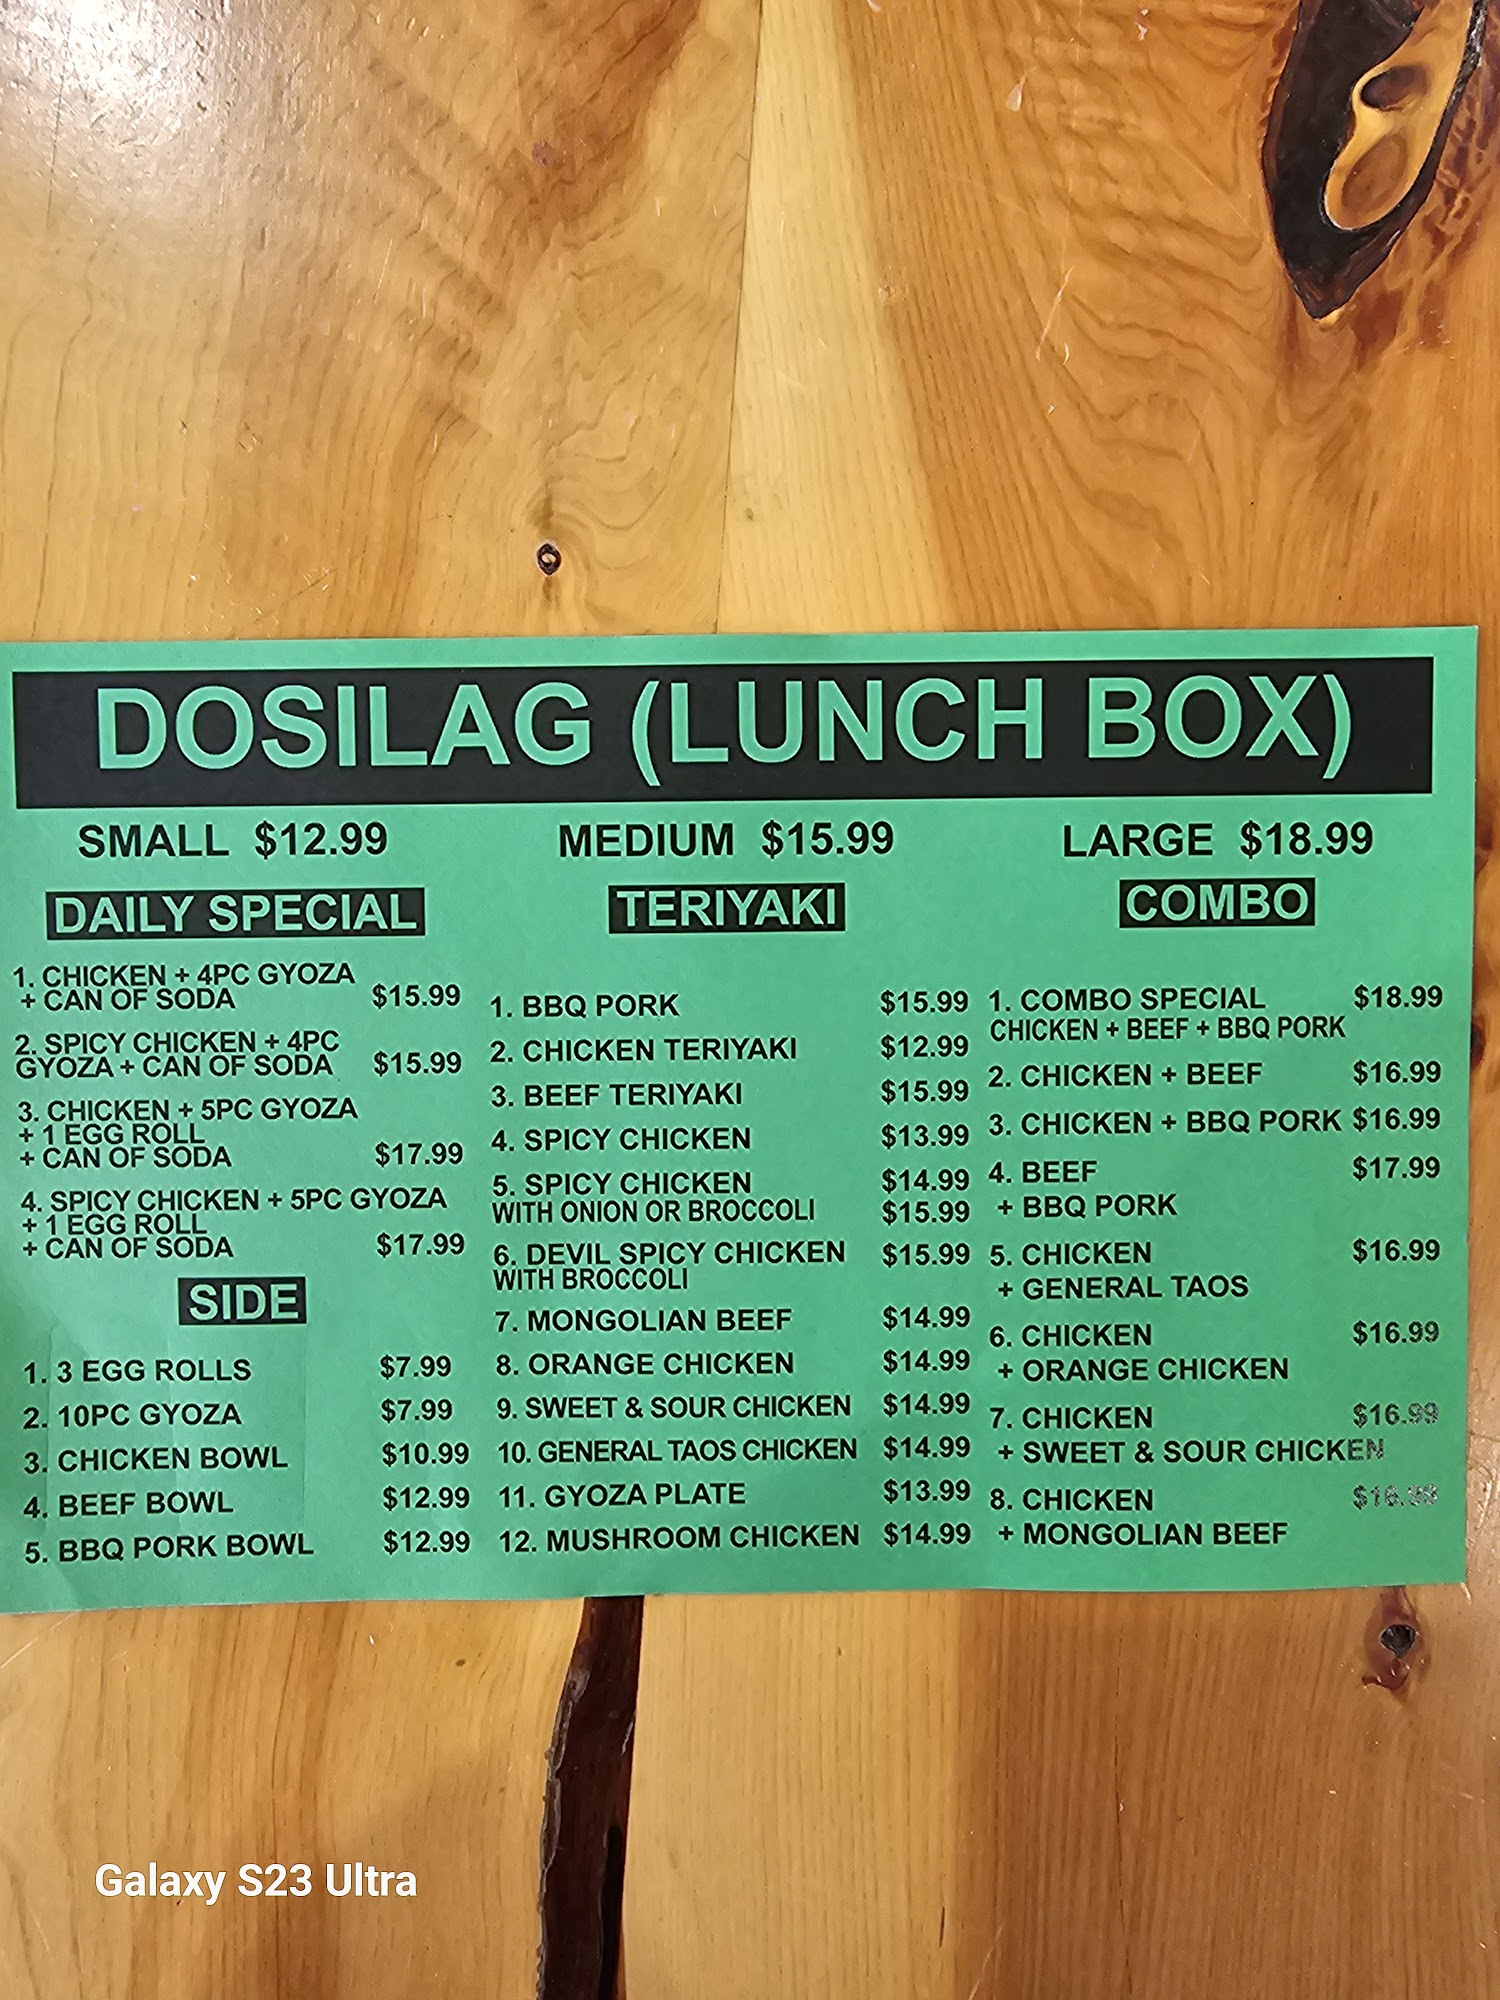 DOSILAG (LUNCH BOX)
SMALL $12.99
MEDIUM $15.99
LARGE $18.99
DAILY SPECIAL
1. CHICKEN + 4PC GYOZA
+ CAN OF SODA $15.99
2. SPICY CHICKEN + 4PC
GYOZA + CAN OF SODA $15.99
3. CHICKEN + 5PC GYOZA
+ 1 EGG ROLL
+ CAN OF SODA $17.99
4. SPICY CHICKEN + 5PC GYOZA
+ 1 EGG ROLL
+ CAN OF SODA $17.99
SIDE
1. 3 EGG ROLLS $7.99
2. 10PC GYOZA $7.99
3. CHICKEN BOWL $10.99
4. BEEF BOWL $12.99
5. BBQ PORK BOWL $12.99
TERIYAKI
1. BBQ PORK $15.99
2. CHICKEN TERIYAKI $12.99
3. BEEF TERIYAKI $15.99
4. SPICY CHICKEN $13.99
5. SPICY CHICKEN $14.99
WITH ONION OR BROCCOLI $15.99
6. DEVIL SPICY CHICKEN $15.99
WITH BROCCOLI
7. MONGOLIAN BEEF $14.99
8. ORANGE CHICKEN $14.99
9. SWEET & SOUR CHICKEN $14.99
10. GENERAL TAOS CHICKEN $14.99
11. GYOZA PLATE $13.99
12. MUSHROOM CHICKEN $14.99
COMBO
1. COMBO SPECIAL $18.99
CHICKEN + BEEF + BBQ PORK
2. CHICKEN + BEEF $16.99
3. CHICKEN + BBQ PORK $16.99
4. BEEF $17.99
+ BBQ PORK
5. CHICKEN $16.99
+ GENERAL TAOS
6. CHICKEN $16.99
+ ORANGE CHICKEN
7. CHICKEN $16.99
+ SWEET & SOUR CHICKEN
8. CHICKEN $16.99
+ MONGOLIAN BEEF
Galaxy S23 Ultra